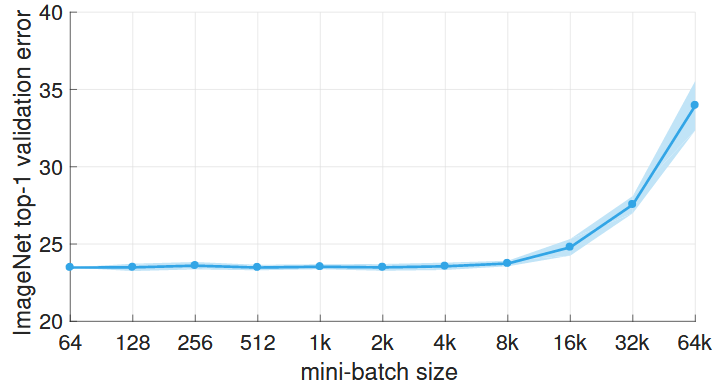 ImageNet top-1 validation error
40
35
30
25
20
64 128 256 512 1k 2k 4k 8k 16k 32k 64k
mini-batch size